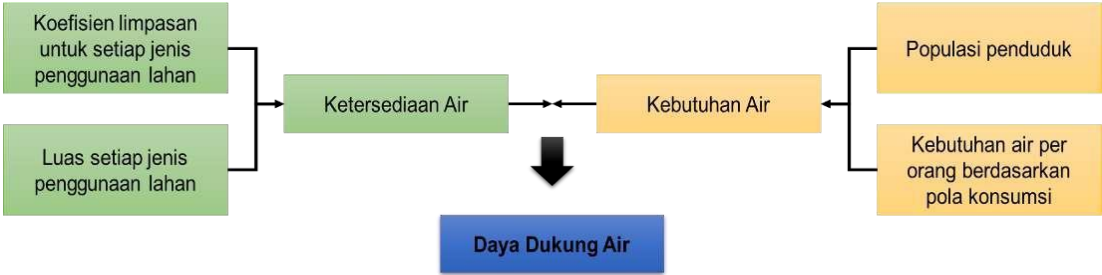 Koefisien limpasan
untuk setiap jenis
penggunaan lahan
Luas setiap jenis
penggunaan lahan
Ketersediaan Air
Kebutuhan Air
Populasi penduduk
Kebutuhan air per
orang berdasarkan
pola konsumsi
Daya Dukung Air